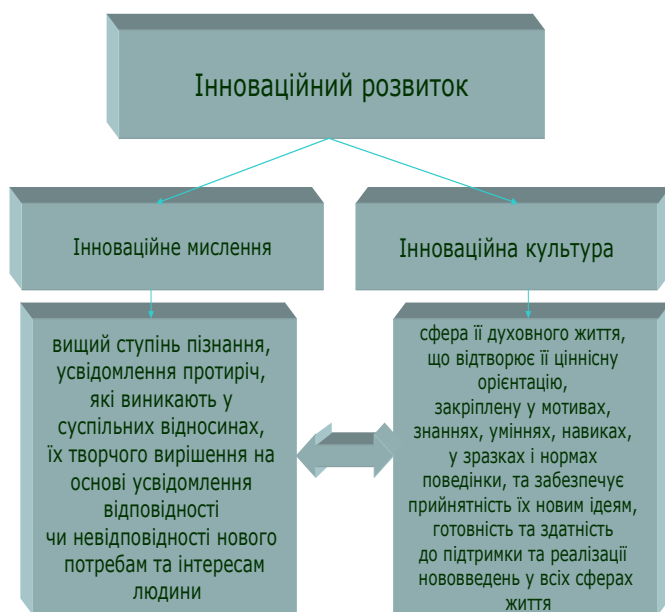 Інноваційний розвиток
Інноваційне мислення
Інноваційна культура
вищий ступінь пізнання,
усвідомлення протиріч,
які виникають у
суспільних відносинах,
їх творчого вирішення на
основі усвідомлення
відповідності
чи невідповідності нового
потребам та інтересам
людини
сфера її духовного життя,
що відтворює її ціннісну
орієнтацію,
закріплену у мотивах,
знаннях, уміннях, навиках,
у зразках і нормах
поведінки, та забезпечує
прийнятність їх новим ідеям,
готовність та здатність
до підтримки та реалізації
нововведень у всіх сферах
життя